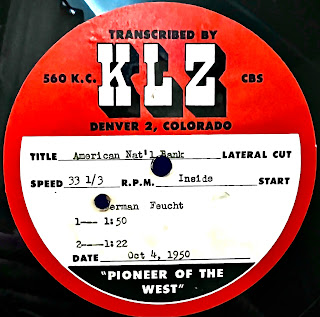 TRANSCRIBED BY
560 K.C. KLZ CBS
DENVER 2, COLORADO
TITLE American Nat'l Bank LATERAL CUT
SPEED 33 1/3 R.P.M. Inside START
erman Feucht
1--- 1:50
2--- 1:22
DATE Oct 4, 1950
"PIONEER OF THE
WEST"